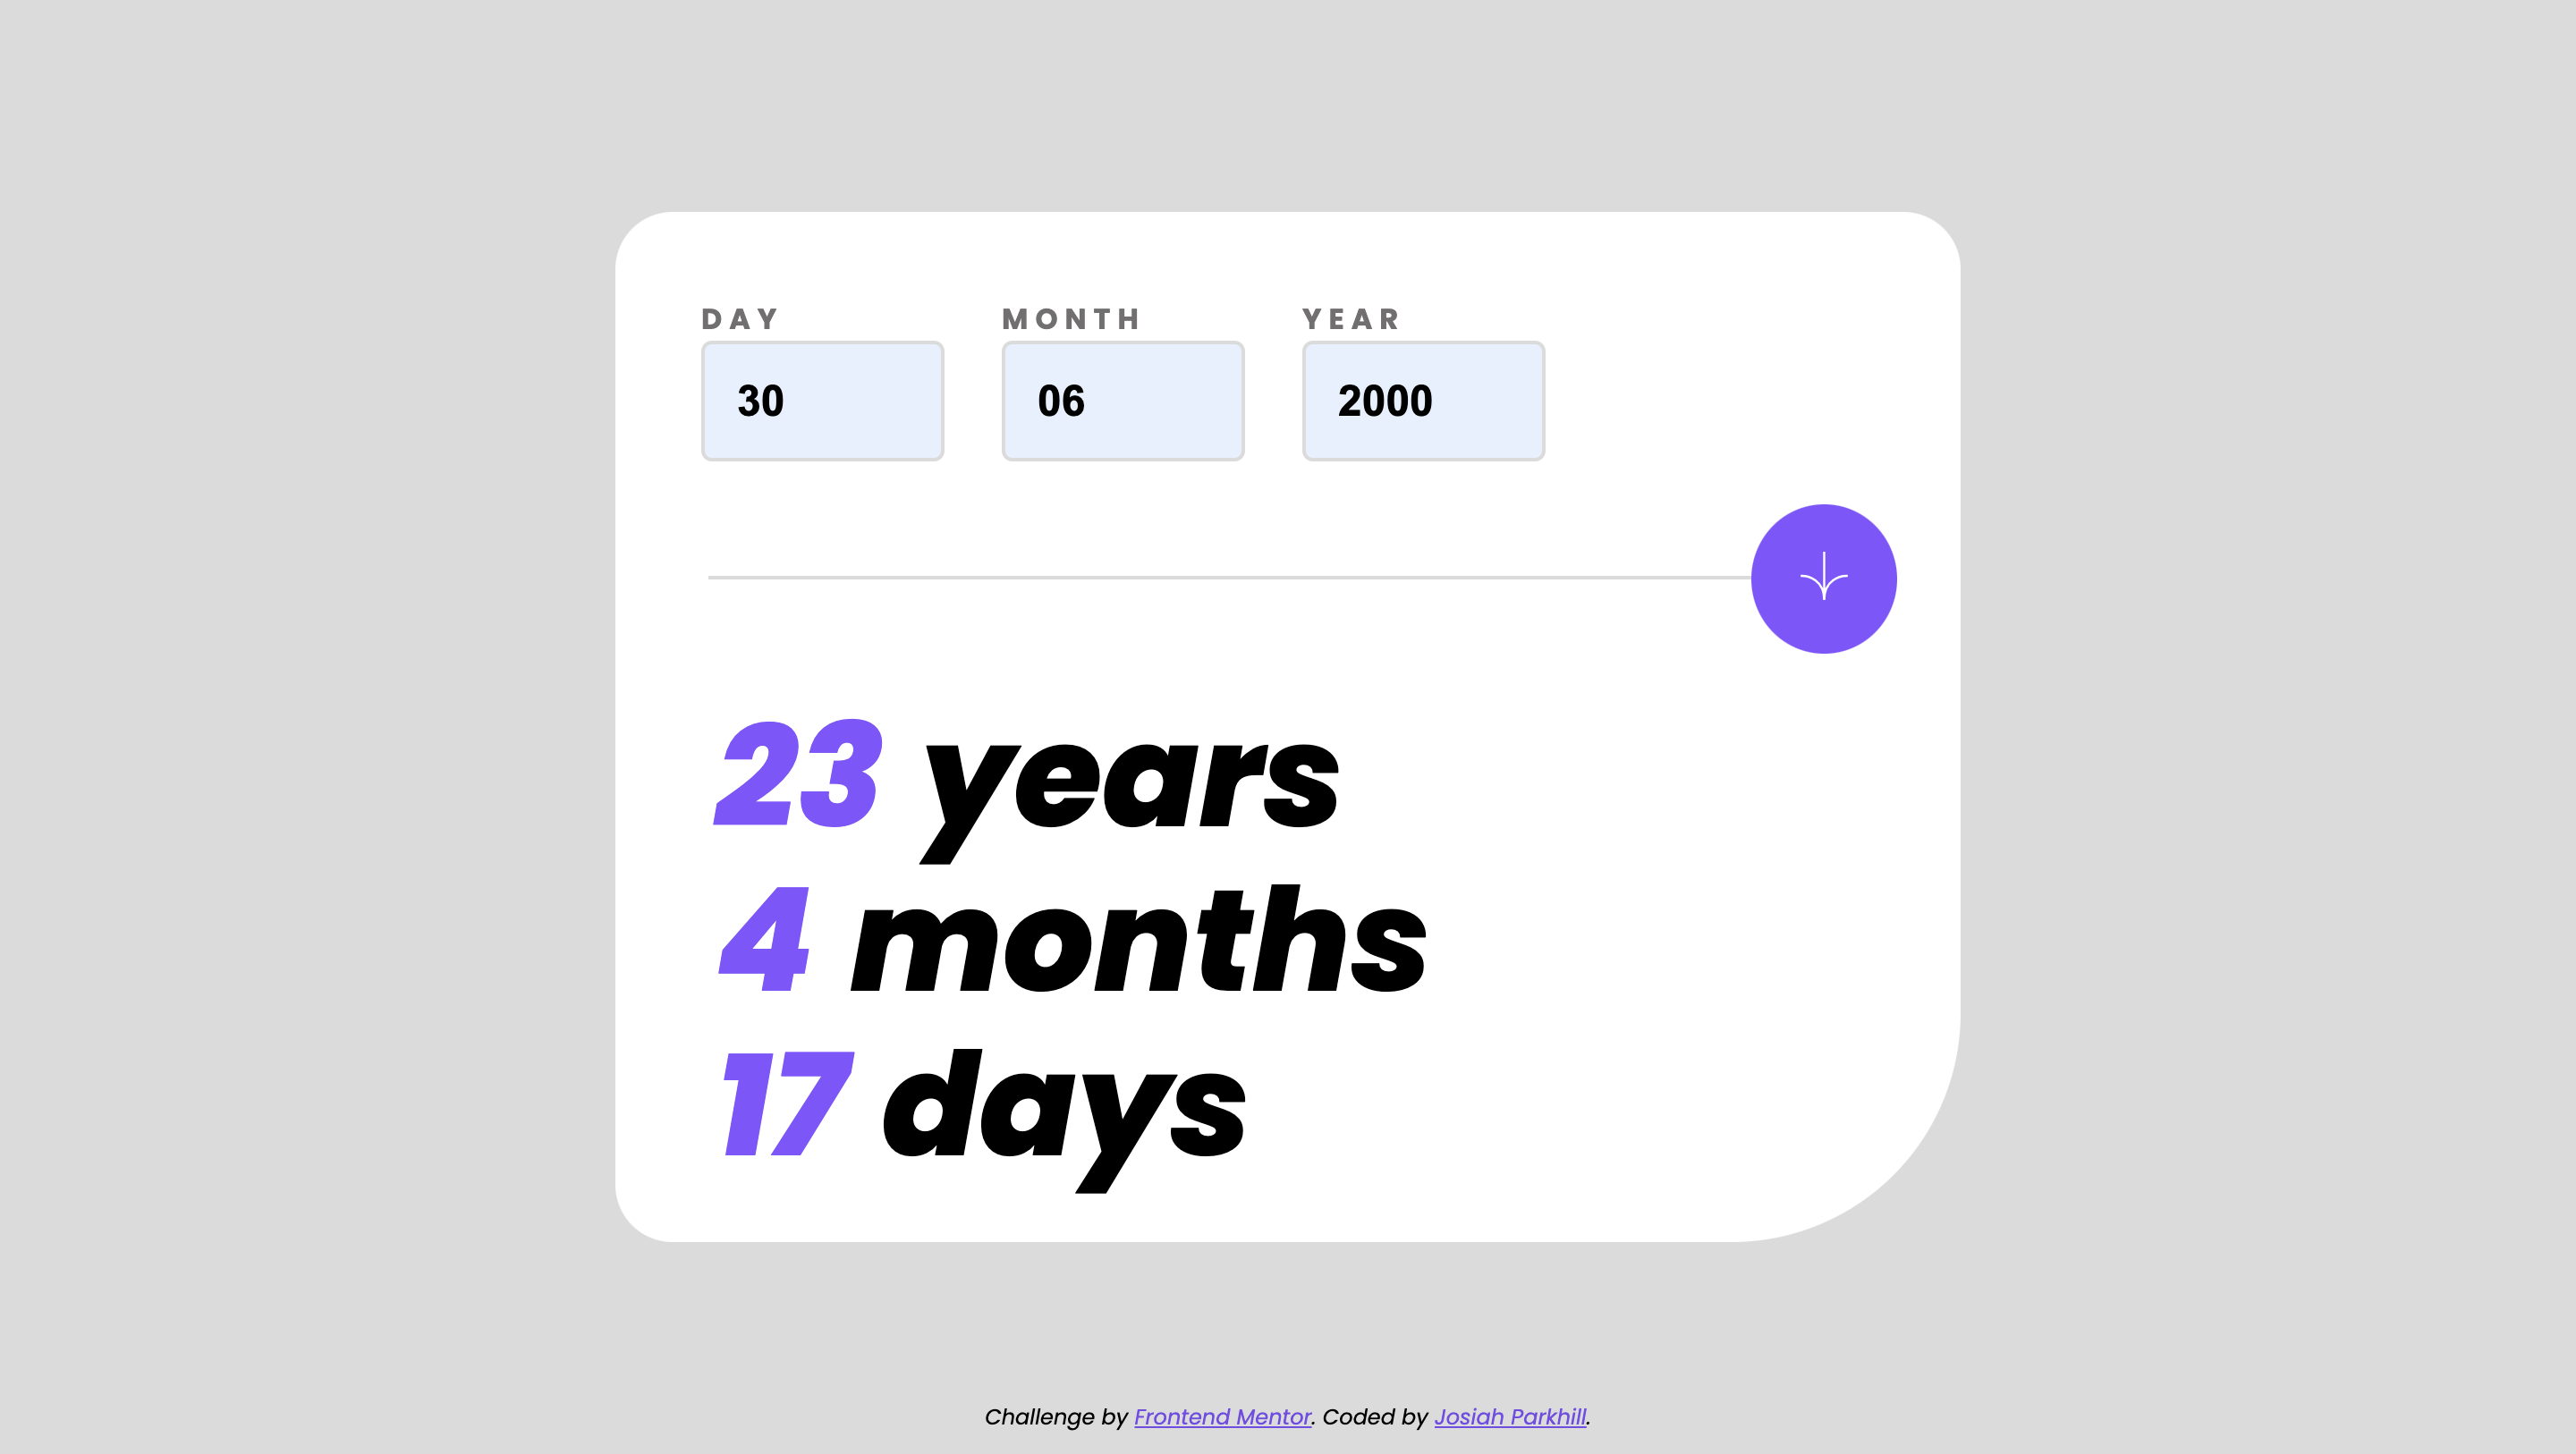 DAY MONTH YEAR
30 06 2000
23 years
4 months
17 days
Challenge by Frontend Mentor. Coded by Josiah Parkhill.